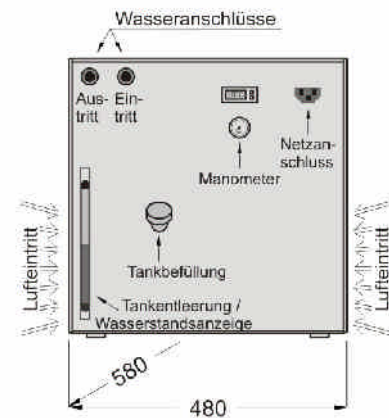 Wasseranschlüsse
Aus- Ein-
tritt tritt
Netzan-
schluss
Manometer
Lufteintritt
Lufteintritt
Tankbefüllung
Tankentleerung /
Wasserstandsanzeige
580
480